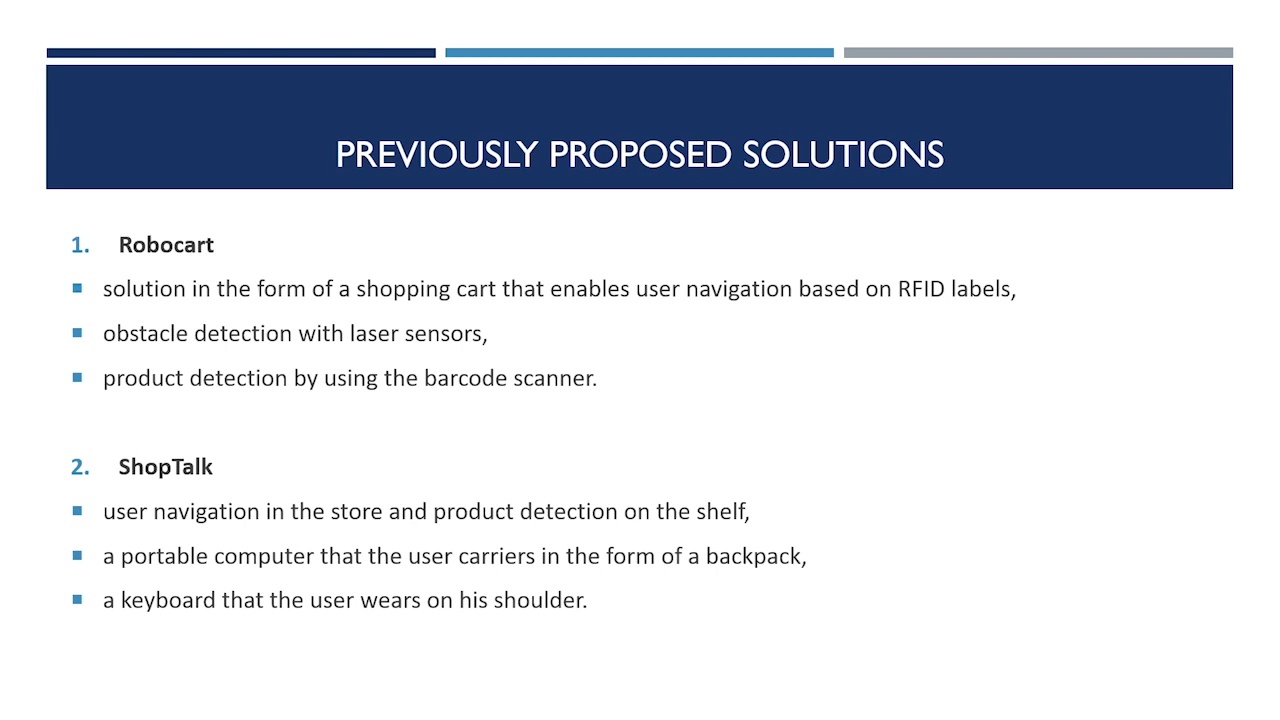 PREVIOUSLY PROPOSED SOLUTIONS
1. Robocart
solution in the form of a shopping cart that enables user navigation based on RFID labels,
obstacle detection with laser sensors,
product detection by using the barcode scanner.
2. ShopTalk
user navigation in the store and product detection on the shelf,
a portable computer that the user carriers in the form of a backpack,
a keyboard that the user wears on his shoulder.